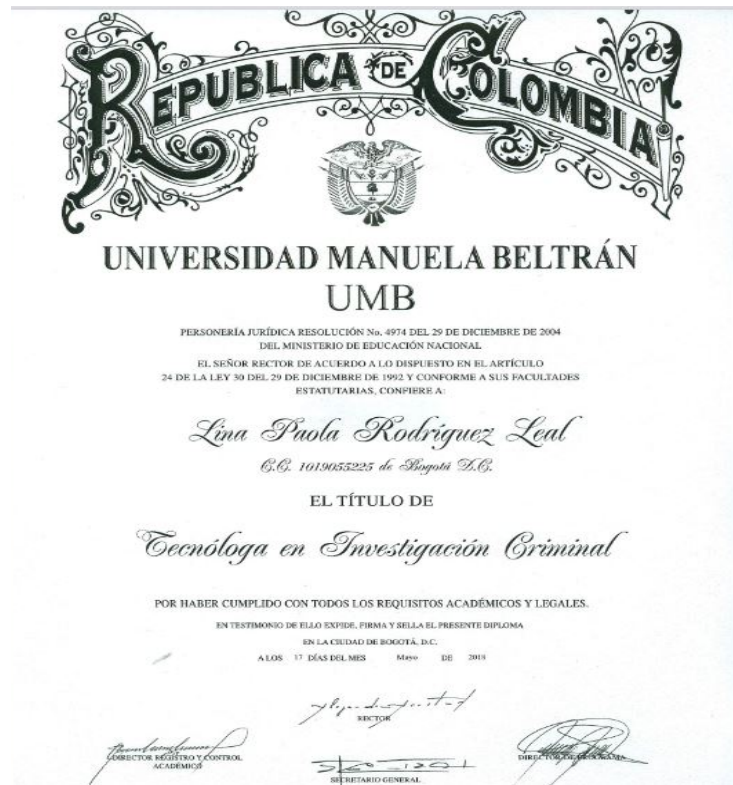 REPUBLICA DE COLOMBIA
UNIVERSIDAD MANUELA BELTRÁN
UMB
PERSONERÍA JURÍDICA RESOLUCIÓN No. 4974 DEL 29 DE DICIEMBRE DE 2004
DEL MINISTERIO DE EDUCACIÓN NACIONAL
EL SEÑOR RECTOR DE ACUERDO A LO DISPUESTO EN EL ARTÍCULO
24 DE LA LEY 30 DEL 29 DE DICIEMBRE DE 1992 Y CONFORME A SUS FACULTADES
ESTATUTARIAS, CONFIERE A:
Lina Paola Rodríguez Leal
C.C. 1019055225 de Bogotá D.C.
EL TÍTULO DE
Tecnóloga en Investigación Criminal
POR HABER CUMPLIDO CON TODOS LOS REQUISITOS ACADÉMICOS Y LEGALES.
EN TESTIMONIO DE ELLO EXPIDE, FIRMA Y SELLA EL PRESENTE DIPLOMA
EN LA CIUDAD DE BOGOTÁ, D.C.
A LOS 17 DÍAS DEL MES Mayo DE 2018
RECTOR
DIRECTOR REGISTRO Y CONTROL
ACADÉMICO
SECRETARIO GENERAL
DIRECTOR DE PROGRAMA